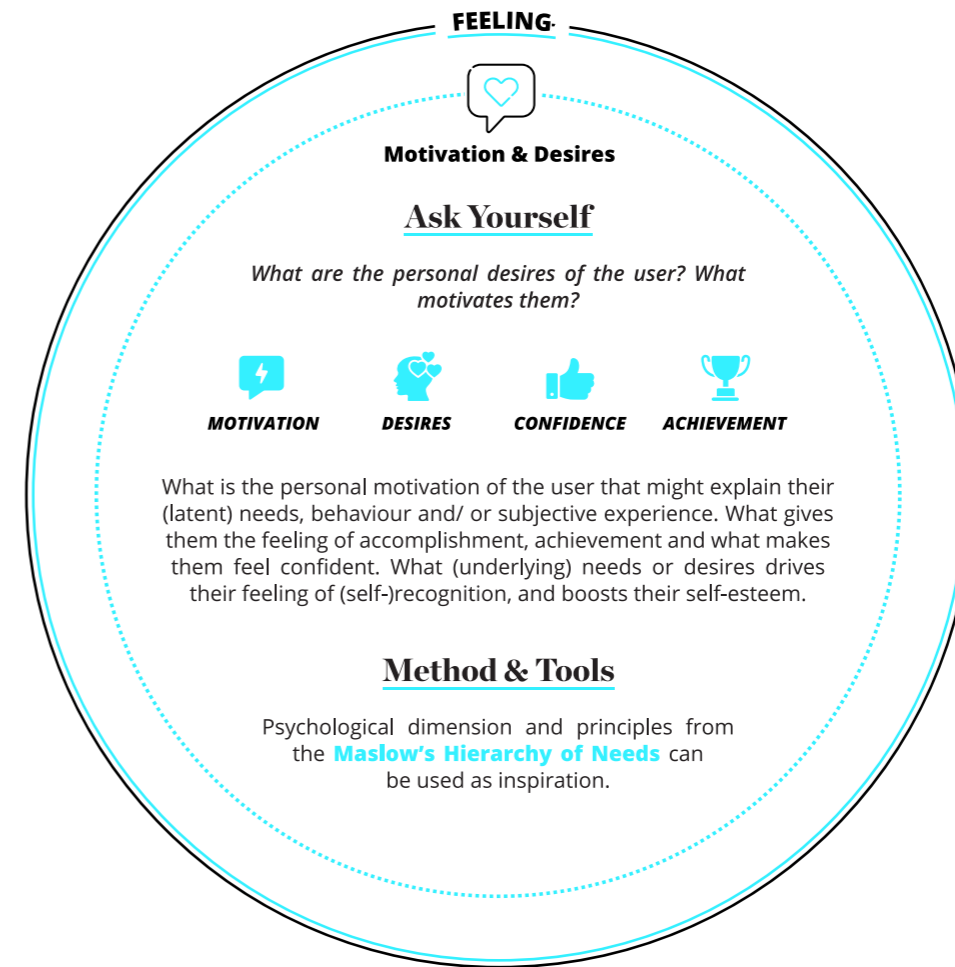 FEELING.
Motivation & Desires
Ask Yourself
What are the personal desires of the user? What
motivates them?
MOTIVATION DESIRES CONFIDENCE ACHIEVEMENT
What is the personal motivation of the user that might explain their
(latent) needs, behaviour and/ or subjective experience. What gives
them the feeling of accomplishment, achievement and what makes
them feel confident. What (underlying) needs or desires drives
their feeling of (self-)recognition, and boosts their self-esteem.
Method & Tools
Psychological dimension and principles from
the Maslow's Hierarchy of Needs can
be used as inspiration.